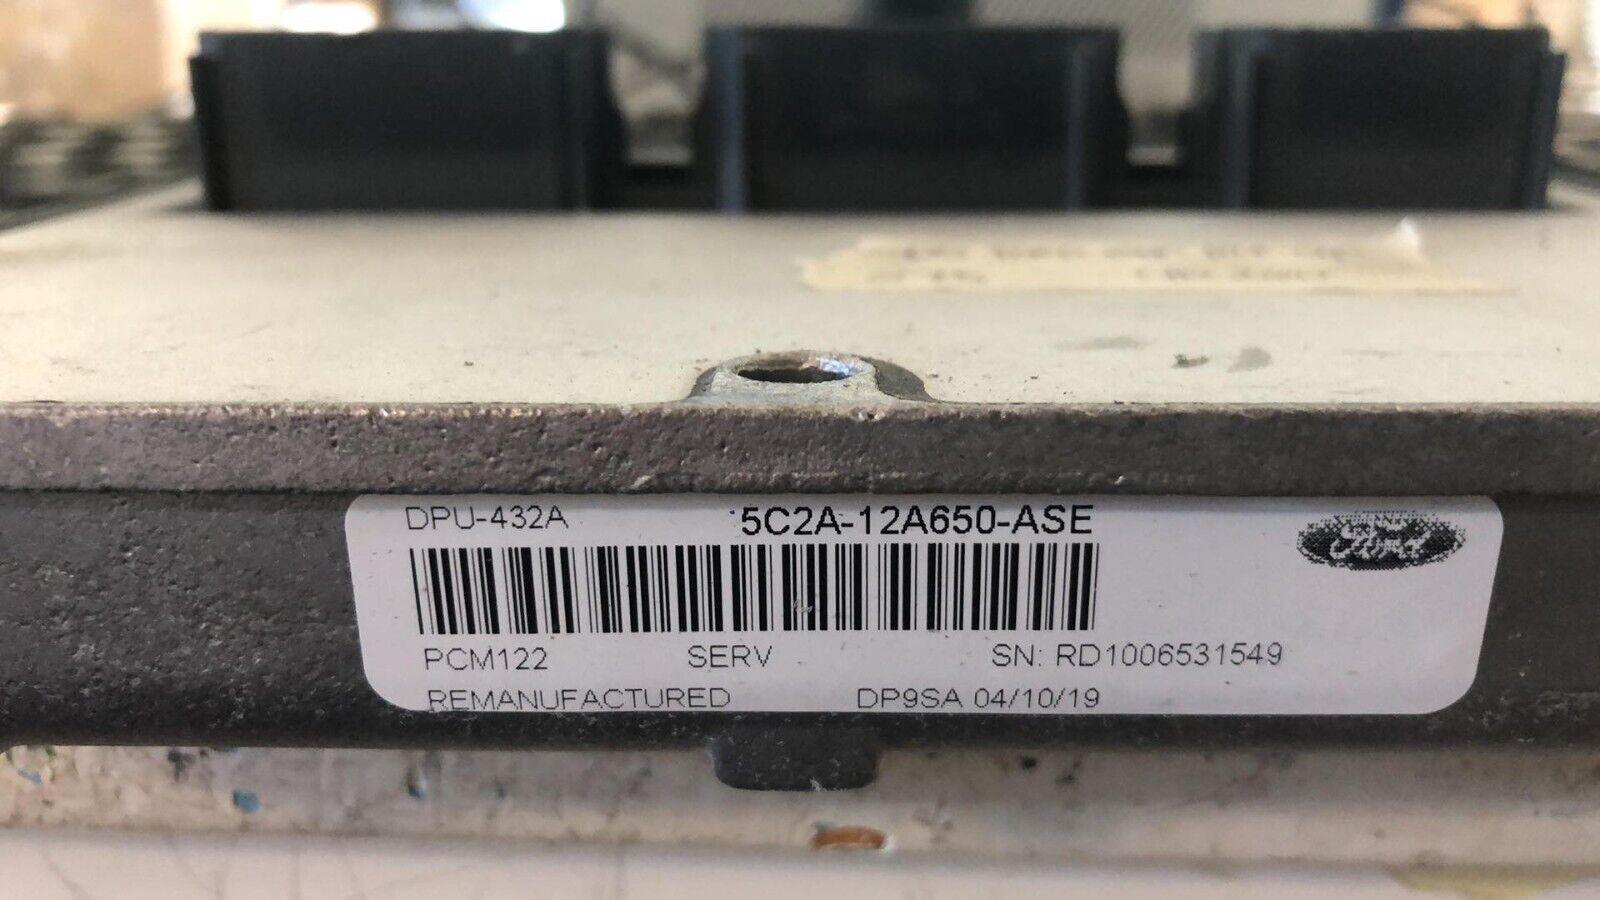 DPU-432A 5C2A-12A650-ASE
Ford
PCM122 SERV SN: RD1006531549
REMANUFACTURED DP9SA 04/10/19